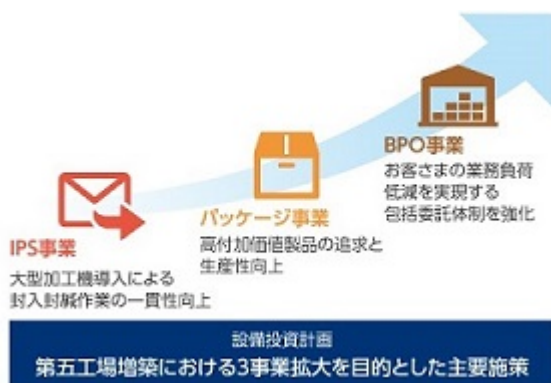 BPO事業
お客さまの業務負荷
低減を実現する
包括委託体制を強化
パッケージ事業
高付加価値製品の追求と
生産性向上
IPS事業
大型加工機導入による
封入封緘作業の一貫性向上
設備投資計画
第五工場増築における3事業拡大を目的とした主要施策